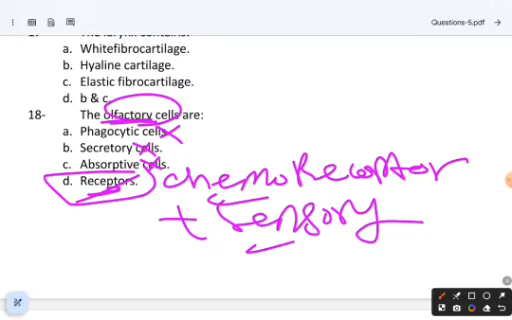 Questions-5.pdf
a. Whitefibrocartilage.
b. Hyaline cartilage.
c. Elastic fibrocartilage.
d. b & c.
18- The olfactory cells are:
a. Phagocytic cells.
b. Secretory cells.
c. Absorptive cells.
d. Receptors. chemoReceptor
+ sensory